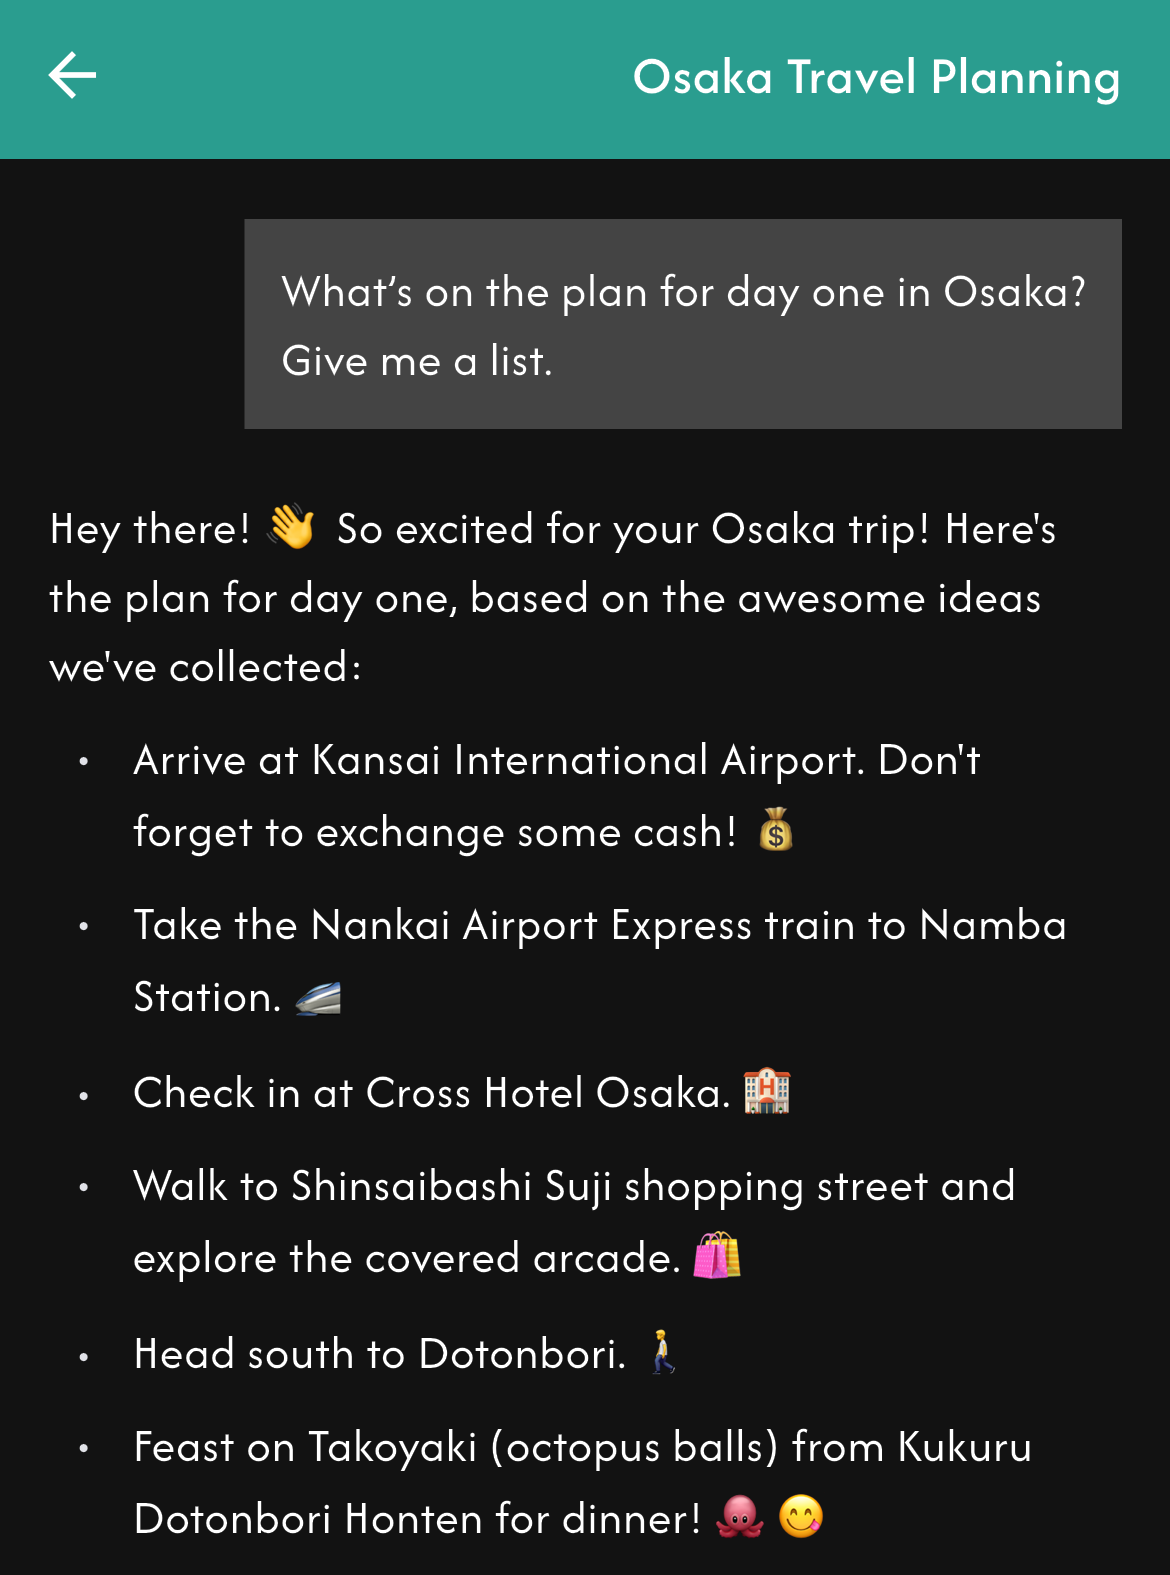 Osaka Travel Planning
What’s on the plan for day one in Osaka?
Give me a list.
Hey there! 👋 So excited for your Osaka trip! Here's
the plan for day one, based on the awesome ideas
we've collected:
• Arrive at Kansai International Airport. Don't
forget to exchange some cash! 💰
• Take the Nankai Airport Express train to Namba
Station. 🚄
• Check in at Cross Hotel Osaka. 🏨
• Walk to Shinsaibashi Suji shopping street and
explore the covered arcade. 🛍️
• Head south to Dotonbori. 🚶
• Feast on Takoyaki (octopus balls) from Kukuru
Dotonbori Honten for dinner! 🐙 😋